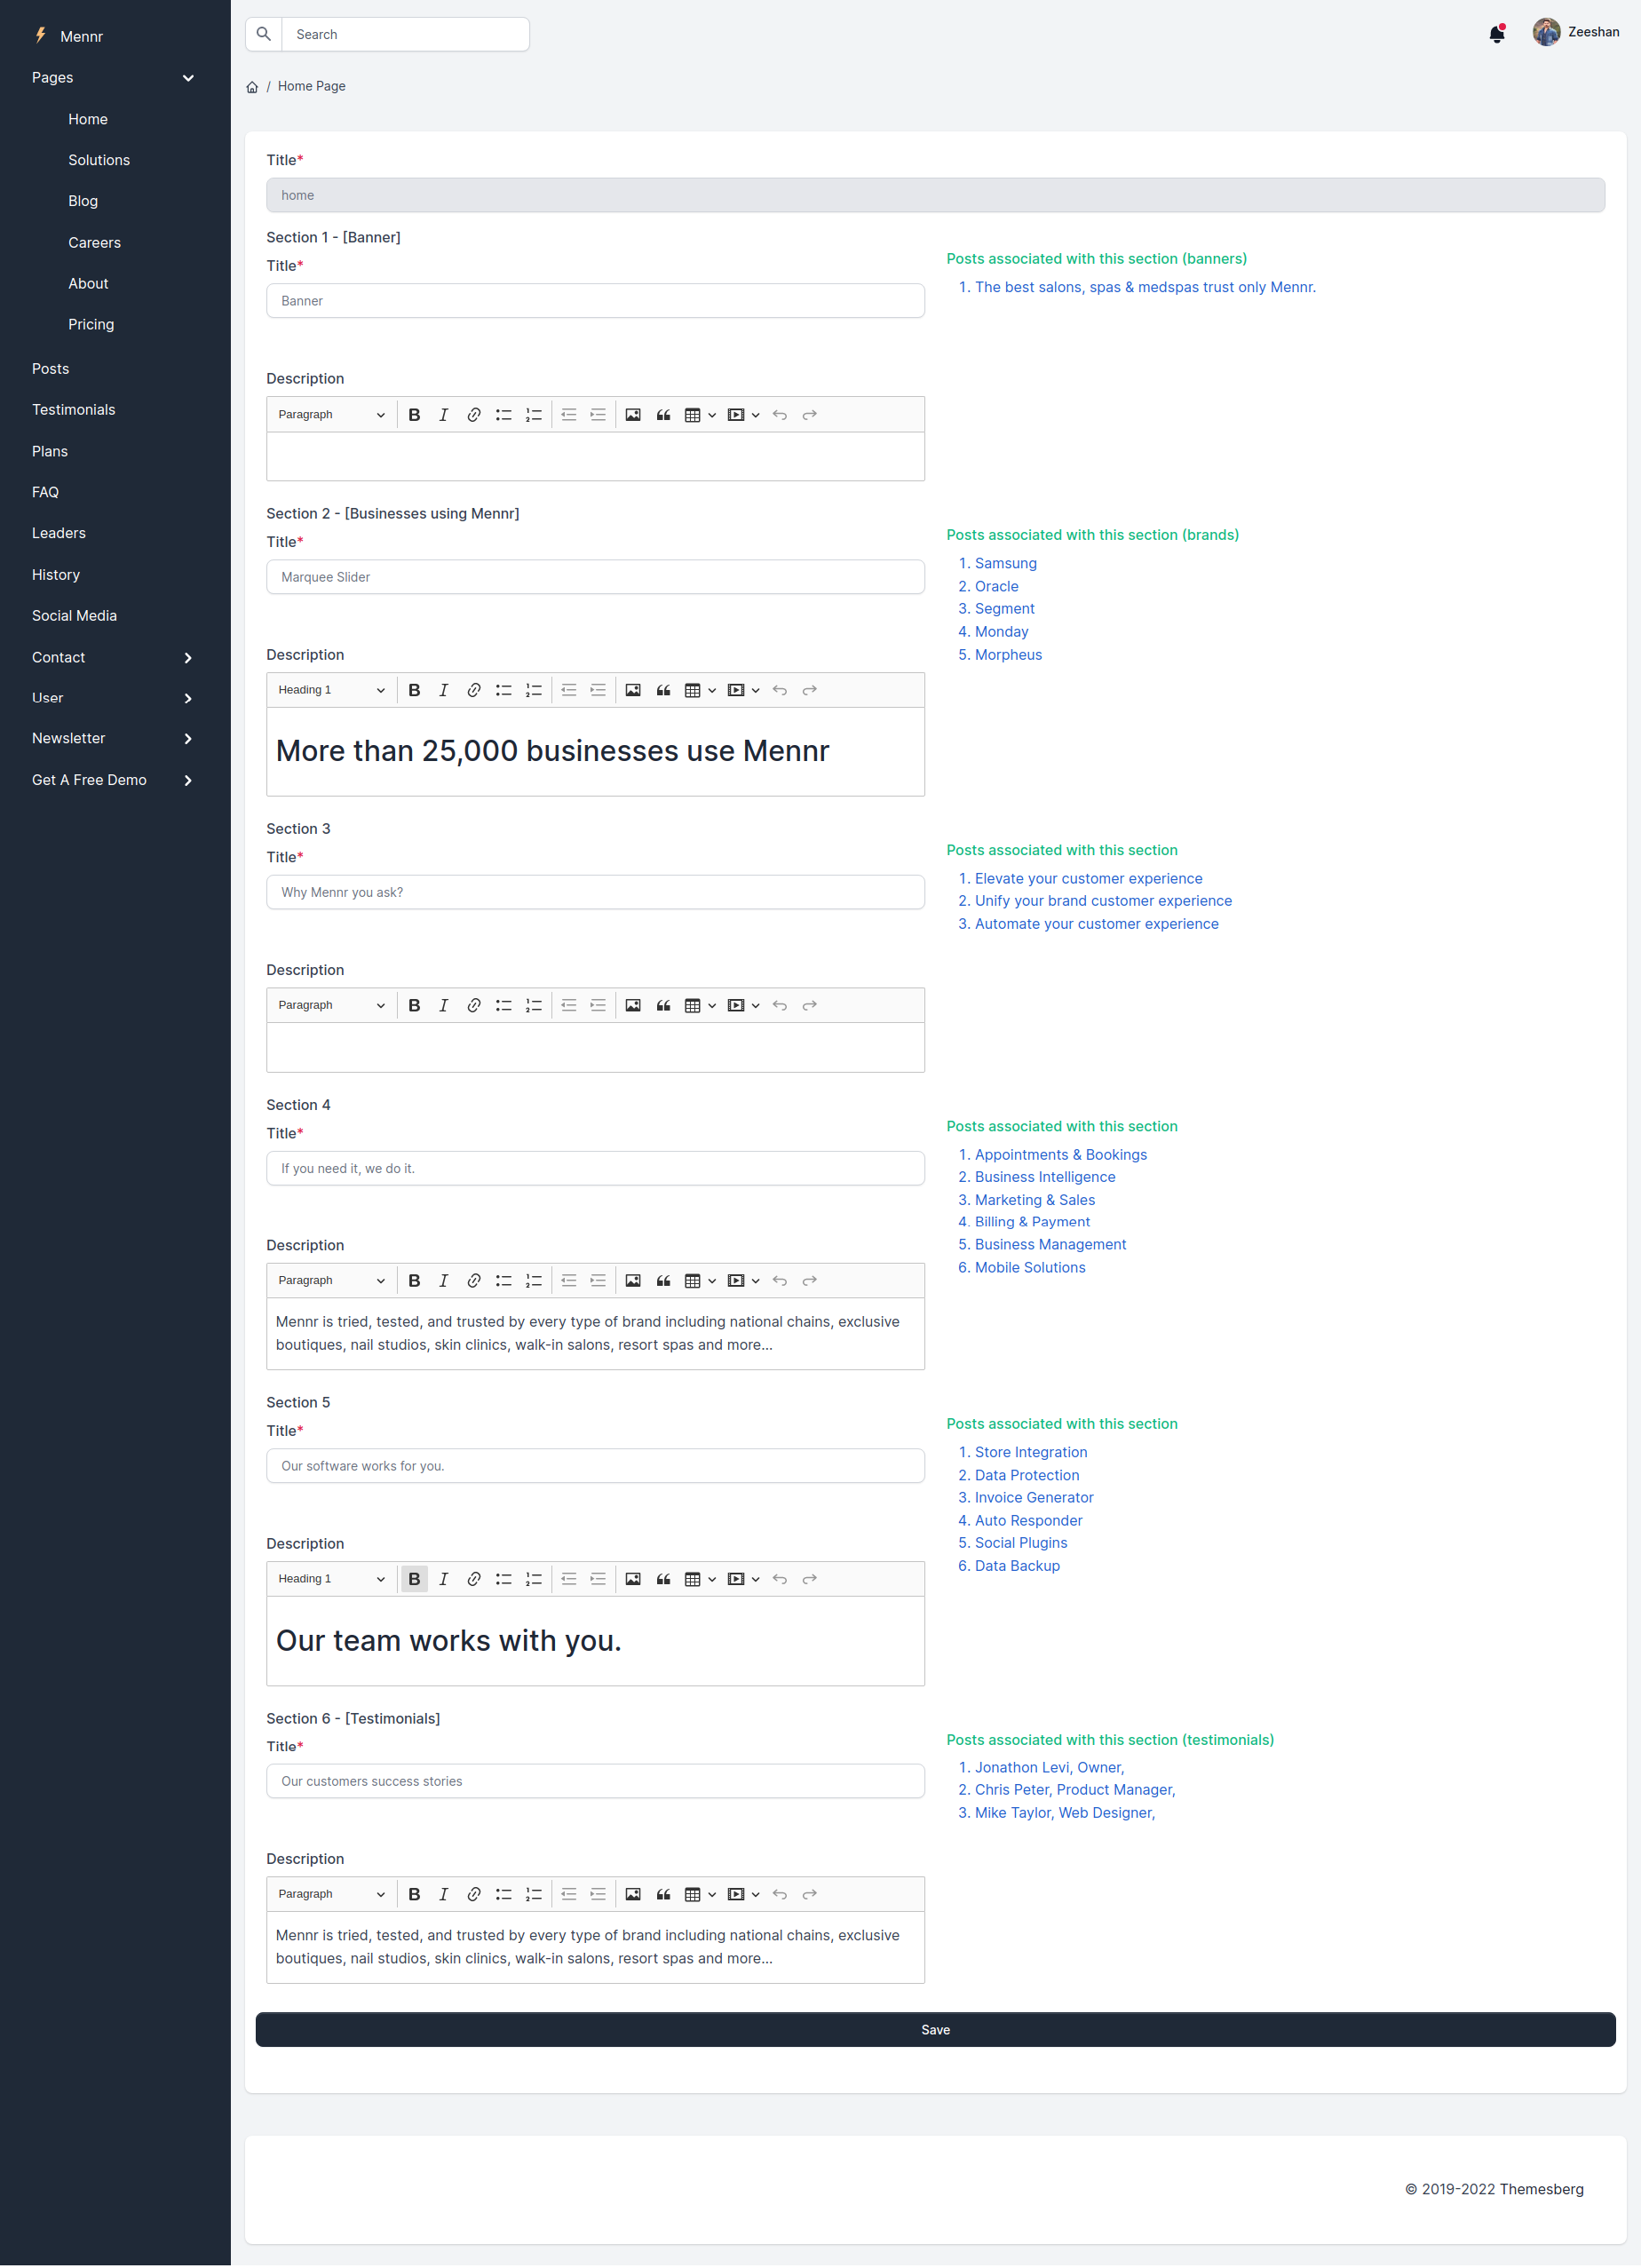 Mennr
Pages
Home
Solutions
Blog
Careers
About
Pricing
Posts
Testimonials
Plans
FAQ
Leaders
History
Social Media
Contact
User
Newsletter
Get A Free Demo
Search
Zeeshan
/ Home Page
Title*
home
Section 1 - [Banner]
Title*
Banner
Posts associated with this section (banners)
1. The best salons, spas & medspas trust only Mennr.
Description
Paragraph
Section 2 - [Businesses using Mennr]
Title*
Marquee Slider
Posts associated with this section (brands)
1. Samsung
2. Oracle
3. Segment
4. Monday
5. Morpheus
Description
Heading 1
More than 25,000 businesses use Mennr
Section 3
Title*
Why Mennr you ask?
Posts associated with this section
1. Elevate your customer experience
2. Unify your brand customer experience
3. Automate your customer experience
Description
Paragraph
Section 4
Title*
If you need it, we do it.
Posts associated with this section
1. Appointments & Bookings
2. Business Intelligence
3. Marketing & Sales
4. Billing & Payment
5. Business Management
6. Mobile Solutions
Description
Paragraph
Mennr is tried, tested, and trusted by every type of brand including national chains, exclusive
boutiques, nail studios, skin clinics, walk-in salons, resort spas and more...
Section 5
Title*
Our software works for you.
Posts associated with this section
1. Store Integration
2. Data Protection
3. Invoice Generator
4. Auto Responder
5. Social Plugins
6. Data Backup
Description
Heading 1
Our team works with you.
Section 6 - [Testimonials]
Title*
Our customers success stories
Posts associated with this section (testimonials)
1. Jonathon Levi, Owner,
2. Chris Peter, Product Manager,
3. Mike Taylor, Web Designer,
Description
Paragraph
Mennr is tried, tested, and trusted by every type of brand including national chains, exclusive
boutiques, nail studios, skin clinics, walk-in salons, resort spas and more...
Save
© 2019-2022 Themesberg